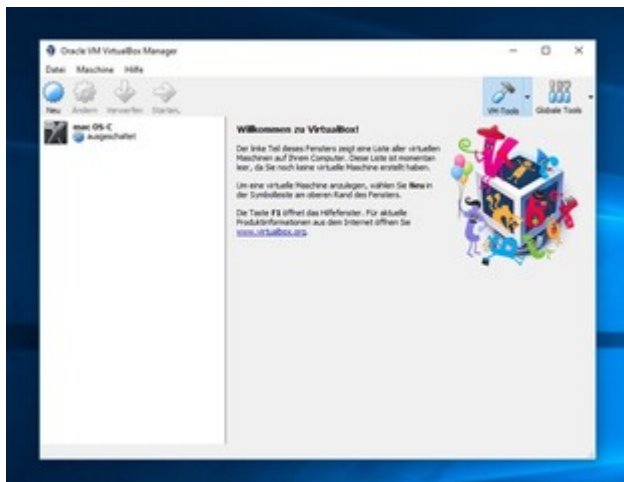 Oracle VM VirtualBox Manager
Datei Maschine Hilfe
Neu Ändern Verwerfen Starten
VM-Tools Globale Tools
mac OS-C
ausgeschaltet
Willkommen zu VirtualBox!
Der linke Teil dieses Fensters zeigt eine Liste aller virtuellen
Maschinen auf Ihrem Computer. Diese Liste ist momentan
leer, da Sie noch keine virtuelle Maschine erstellt haben.
Um eine virtuelle Maschine anzulegen, wählen Sie Neu in
der Symbolleiste am oberen Rand des Fensters.
Die Taste F1 öffnet das Hilfefenster. Für aktuelle
Produktinformationen aus dem Internet öffnen Sie
www.virtualbox.org.